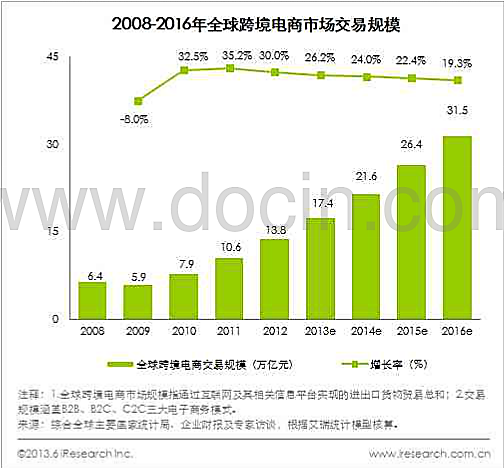 2008-2016年全球跨境电商市场交易规模
45
30
15
0
-8.0%
32.5%
35.2%
30.0%
26.2%
24.0%
22.4%
19.3%
6.4
5.9
7.9
10.6
13.8
17.4
21.6
26.4
31.5
www.docin.com
2008 2009 2010 2011 2012 2013e 2014e 2015e 2016e
全球跨境电商交易规模（万亿元） 增长率（%）
注释：1.全球跨境电商市场规模指通过互联网及其相关信息平台实现的进出口货物贸易总和；2.交易
规模涵盖B2B、B2C、C2C三大电子商务模式。
来源：综合全球主要国家统计局、企业财报及专家访谈，根据艾瑞统计模型核算。
©2013.6 iResearch Inc. www.iresearch.com.cn